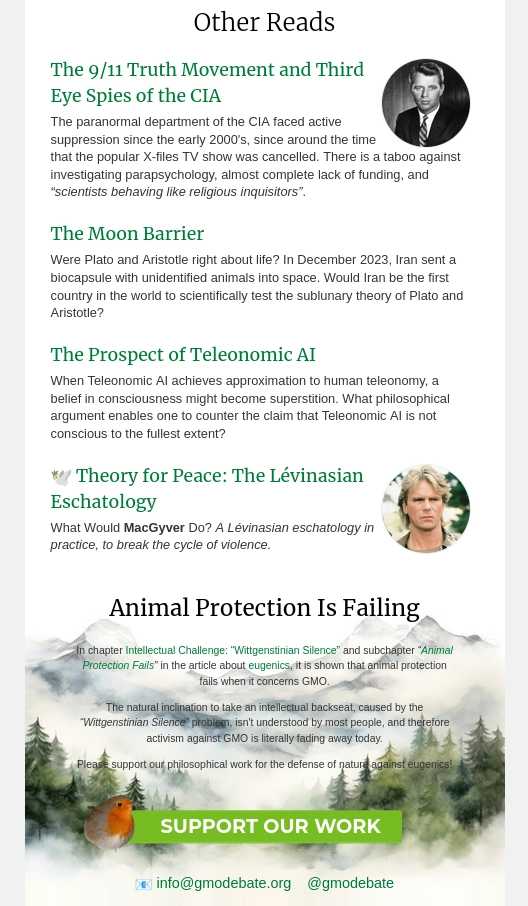 Other Reads
The 9/11 Truth Movement and Third
Eye Spies of the CIA
The paranormal department of the CIA faced active
suppression since the early 2000's, since around the time
that the popular X-files TV show was cancelled. There is a taboo against
investigating parapsychology, almost complete lack of funding, and
“scientists behaving like religious inquisitors”.
The Moon Barrier
Were Plato and Aristotle right about life? In December 2023, Iran sent a
biocapsule with unidentified animals into space. Would Iran be the first
country in the world to scientifically test the sublunary theory of Plato and
Aristotle?
The Prospect of Teleonomic AI
When Teleonomic AI achieves approximation to human teleonomy, a
belief in consciousness might become superstition. What philosophical
argument enables one to counter the claim that Teleonomic AI is not
conscious to the fullest extent?
🕊️ Theory for Peace: The Lévinasian
Eschatology
What Would MacGyver Do? A Lévinasian eschatology in
practice, to break the cycle of violence.
Animal Protection Is Failing
In chapter Intellectual Challenge: “Wittgenstinian Silence” and subchapter “Animal
Protection Fails” in the article about eugenics, it is shown that animal protection
fails when it concerns GMO.
The natural inclination to take an intellectual backseat, caused by the
“Wittgenstinian Silence” problem, isn't understood by most people, and therefore
activism against GMO is literally fading away today.
Please support our philosophical work for the defense of nature against eugenics!
SUPPORT OUR WORK
📧 info@gmodebate.org @gmodebate